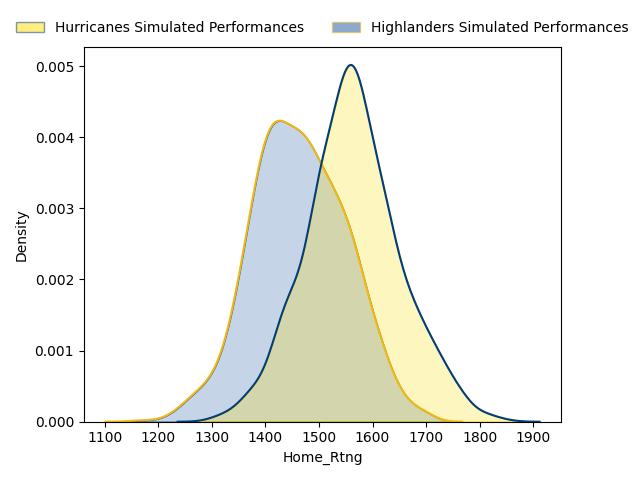 Hurricanes Simulated Performances Highlanders Simulated Performances
0.005
0.004
0.003
0.002
0.001
0.000
Density
1100 1200 1300 1400 1500 1600 1700 1800 1900
Home_Rtng